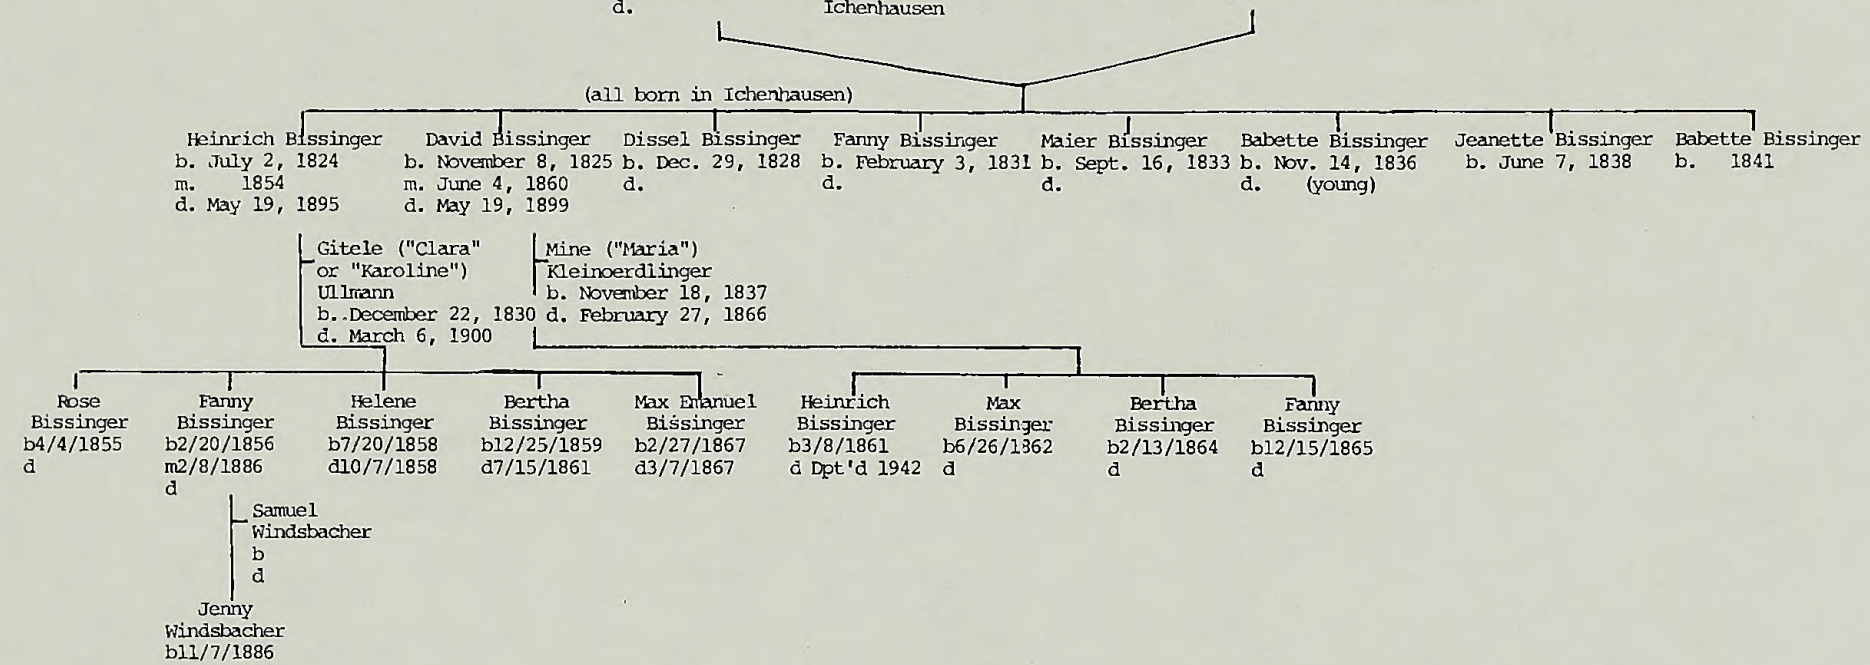 d. Ichenhausen
(all born in Ichenhausen)
Heinrich Bissinger
b. July 2, 1824
m. 1854
d. May 19, 1895
David Bissinger
b. November 8, 1825
m. June 4, 1860
d. May 19, 1899
Dissel Bissinger
b. Dec. 29, 1828
d.
Fanny Bissinger
b. February 3, 1831
d.
Maier Bissinger
b. Sept. 16, 1833
d.
Babette Bissinger
b. Nov. 14, 1836
d. (young)
Jeanette Bissinger
b. June 7, 1838
Babette Bissinger
b. 1841
Gitele ("Clara"
or "Karoline")
Ullmann
b. December 22, 1830
d. March 6, 1900
Mine ("Maria")
Kleinoerdlinger
b. November 18, 1837
d. February 27, 1866
Rose
Bissinger
b4/4/1855
d
Fanny
Bissinger
b2/20/1856
m2/8/1886
d
Helene
Bissinger
b7/20/1858
d10/7/1858
Bertha
Bissinger
b12/25/1859
d7/15/1861
Max Emanuel
Bissinger
b2/27/1867
d3/7/1867
Heinrich
Bissinger
b3/8/1861
d Dpt'd 1942
Max
Bissinger
b6/26/1862
d
Bertha
Bissinger
b2/13/1864
d
Fanny
Bissinger
b12/15/1865
d
Samuel
Windsbacher
b
d
Jenny
Windsbacher
b11/7/1886